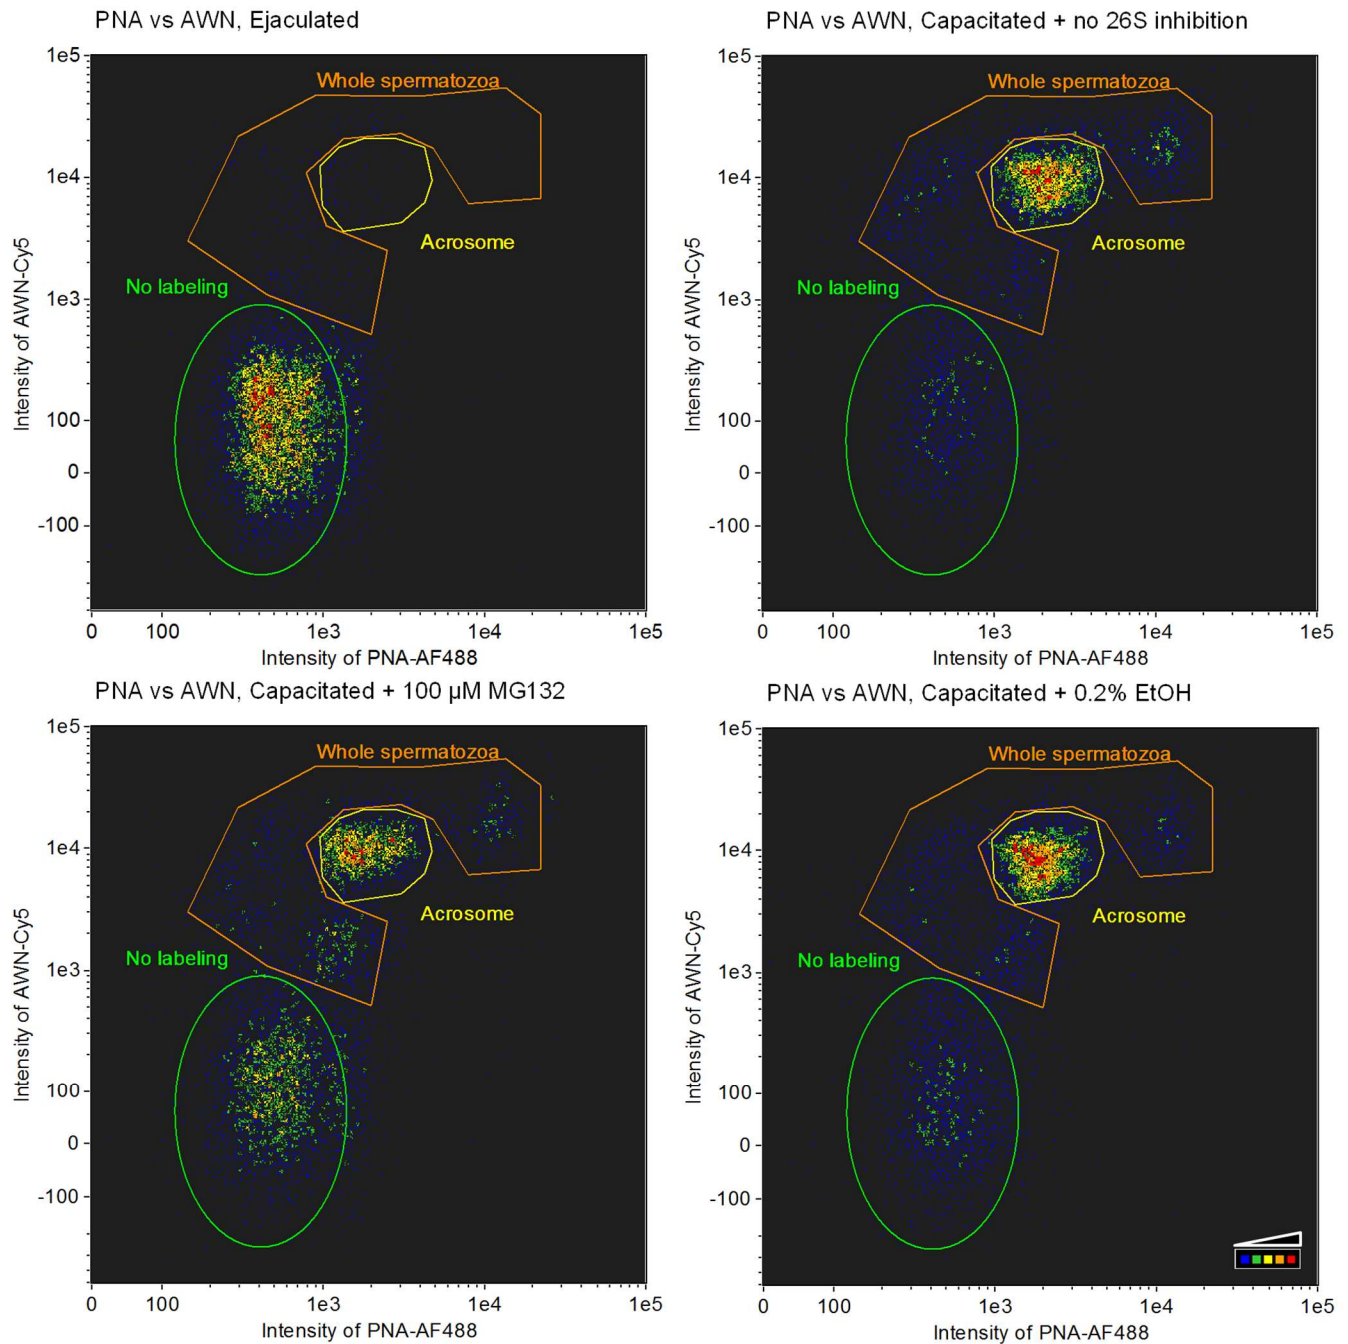 PNA vs AWN, Ejaculated
1e5
1e4
1e3
100
0
-100
Intensity of AWN-Cy5
Whole spermatozoa
Acrosome
No labeling
0 100 1e3 1e4 1e5
Intensity of PNA-AF488
PNA vs AWN, Capacitated + no 26S inhibition
1e5
1e4
1e3
100
0
-100
Intensity of AWN-Cy5
Whole spermatozoa
Acrosome
No labeling
0 100 1e3 1e4 1e5
Intensity of PNA-AF488
PNA vs AWN, Capacitated + 100 µM MG132
1e5
1e4
1e3
100
0
-100
Intensity of AWN-Cy5
Whole spermatozoa
Acrosome
No labeling
0 100 1e3 1e4 1e5
Intensity of PNA-AF488
PNA vs AWN, Capacitated + 0.2% EtOH
1e5
1e4
1e3
100
0
-100
Intensity of AWN-Cy5
Whole spermatozoa
Acrosome
No labeling
0 100 1e3 1e4 1e5
Intensity of PNA-AF488